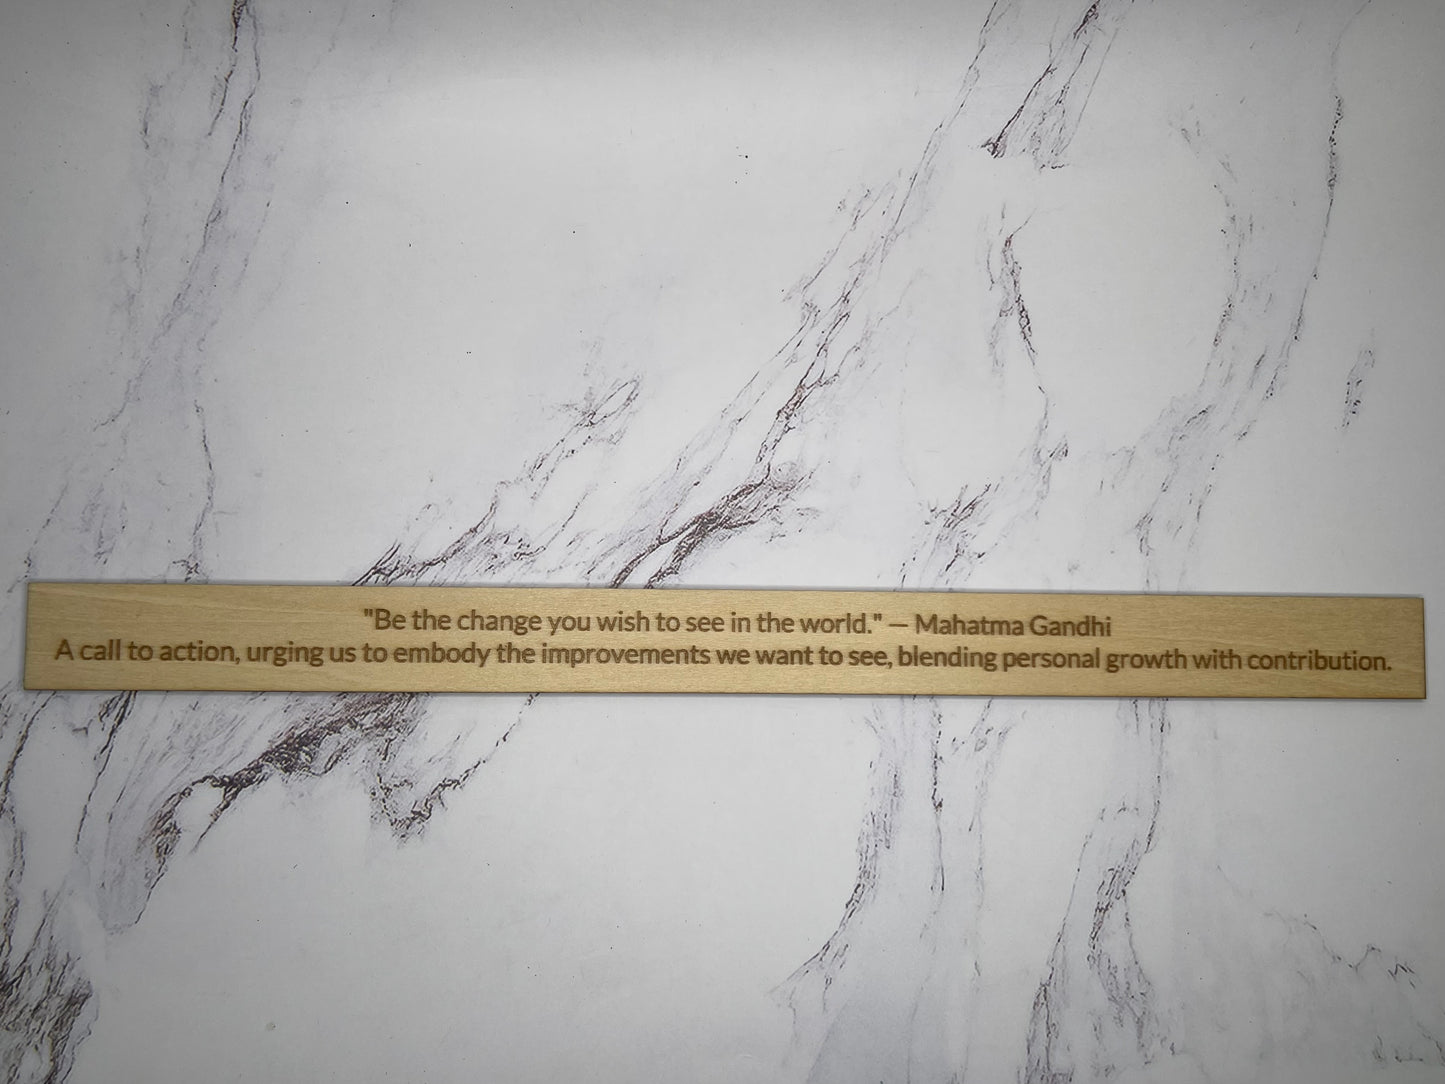 "Be the change you wish to see in the world." — Mahatma Gandhi
A call to action, urging us to embody the improvements we want to see, blending personal growth with contribution.